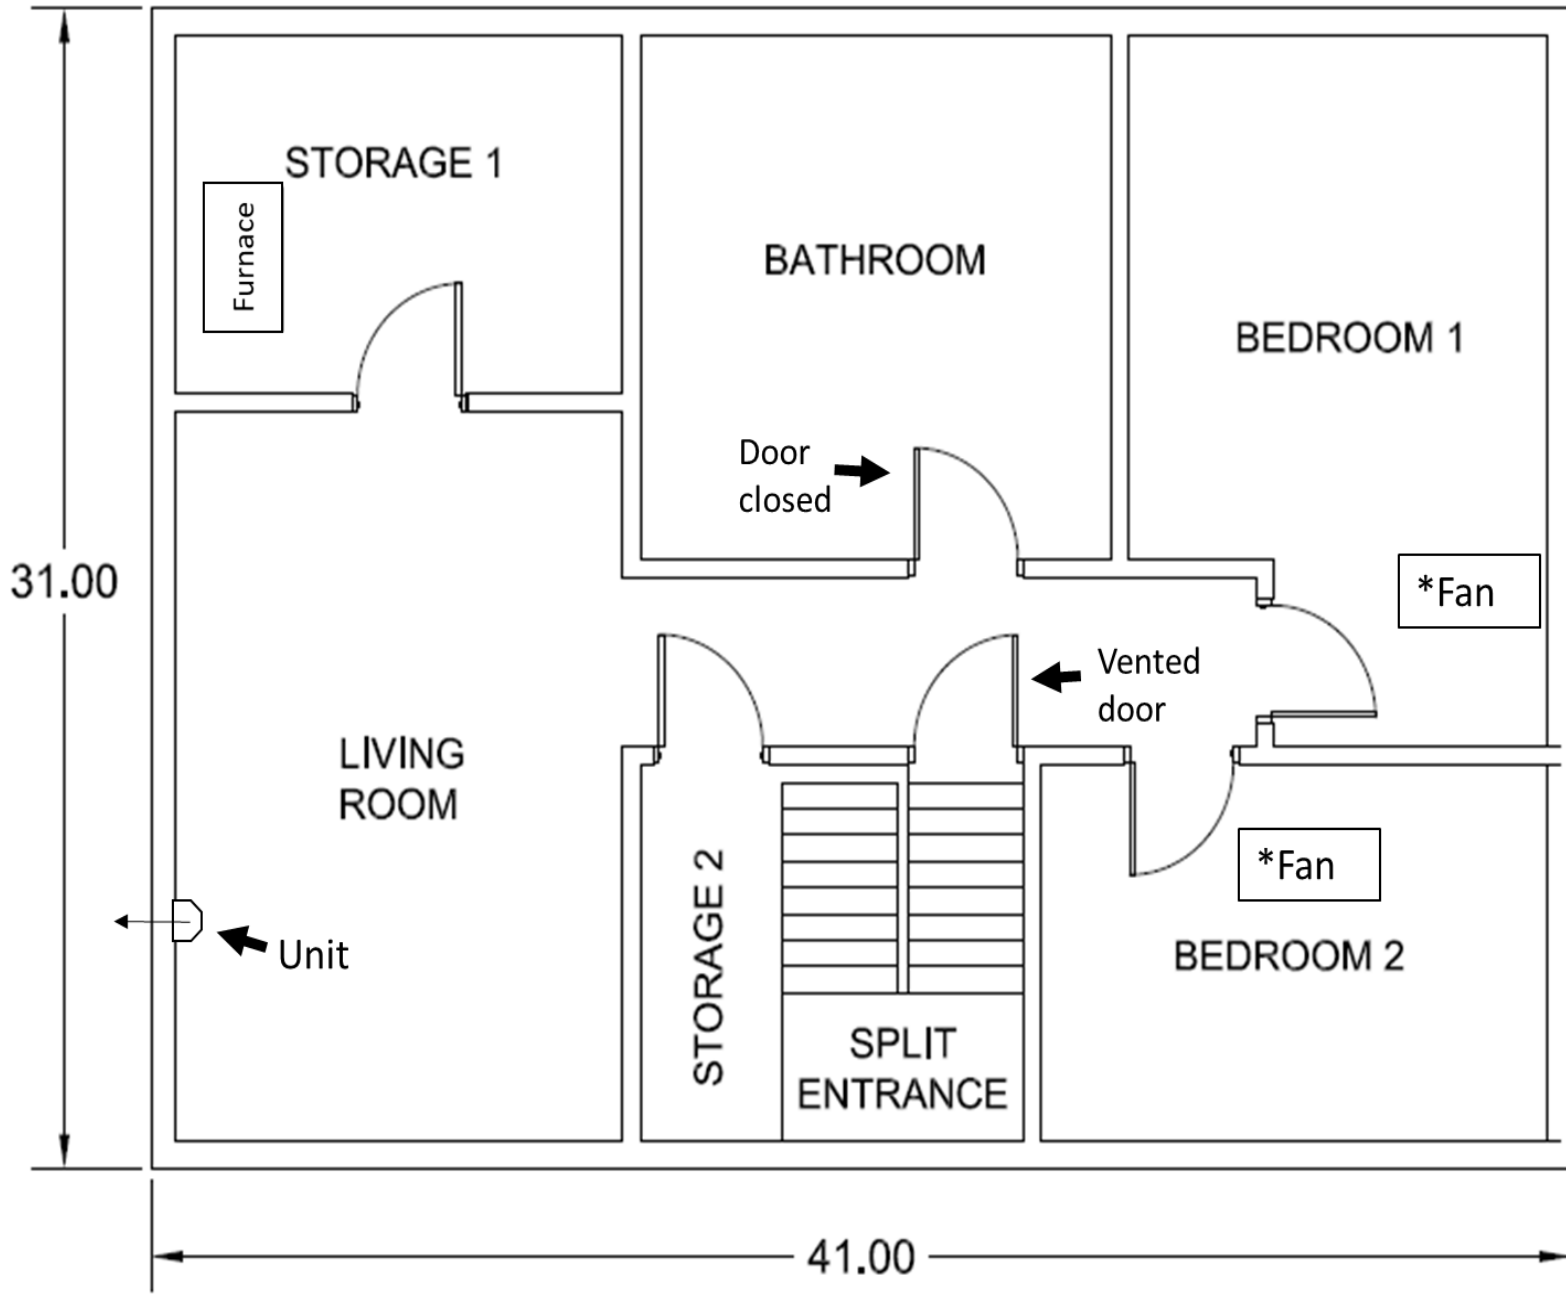 STORAGE 1
Furnace
BATHROOM
BEDROOM 1
Door
closed
31.00
*Fan
Vented
door
LIVING
ROOM
*Fan
STORAGE 2
Unit
BEDROOM 2
SPLIT
ENTRANCE
41.00